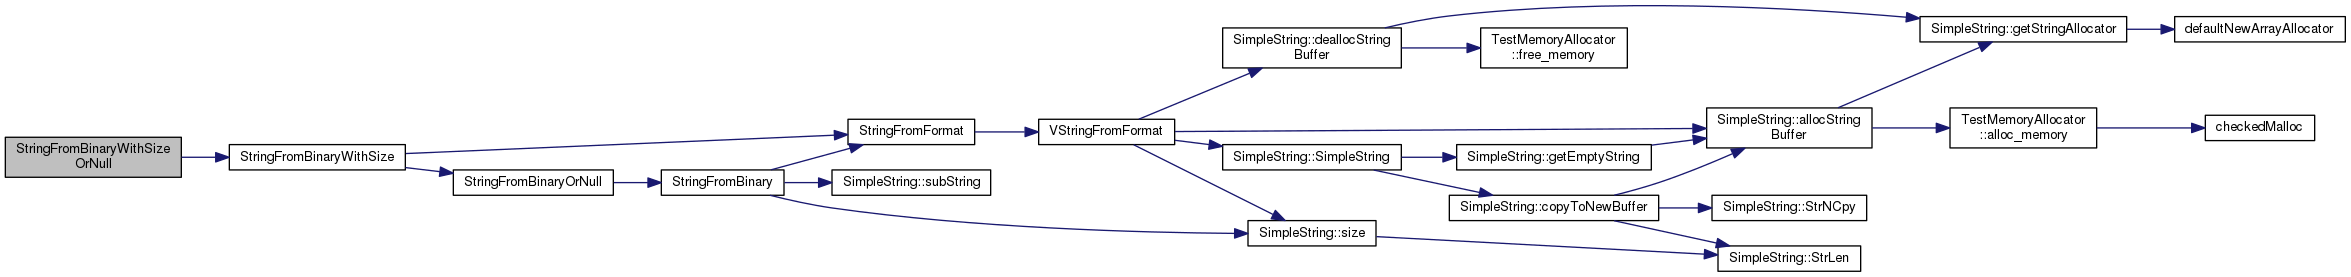 StringFromBinaryWithSize
OrNull
StringFromBinaryWithSize
StringFromBinaryOrNull
StringFromBinary
StringFromFormat
SimpleString::subString
VStringFromFormat
SimpleString::deallocString
Buffer
SimpleString::SimpleString
SimpleString::size
TestMemoryAllocator
::free_memory
SimpleString::getEmptyString
SimpleString::copyToNewBuffer
SimpleString::getStringAllocator
SimpleString::allocString
Buffer
SimpleString::StrNCpy
SimpleString::StrLen
defaultNewArrayAllocator
TestMemoryAllocator
::alloc_memory
checkedMalloc